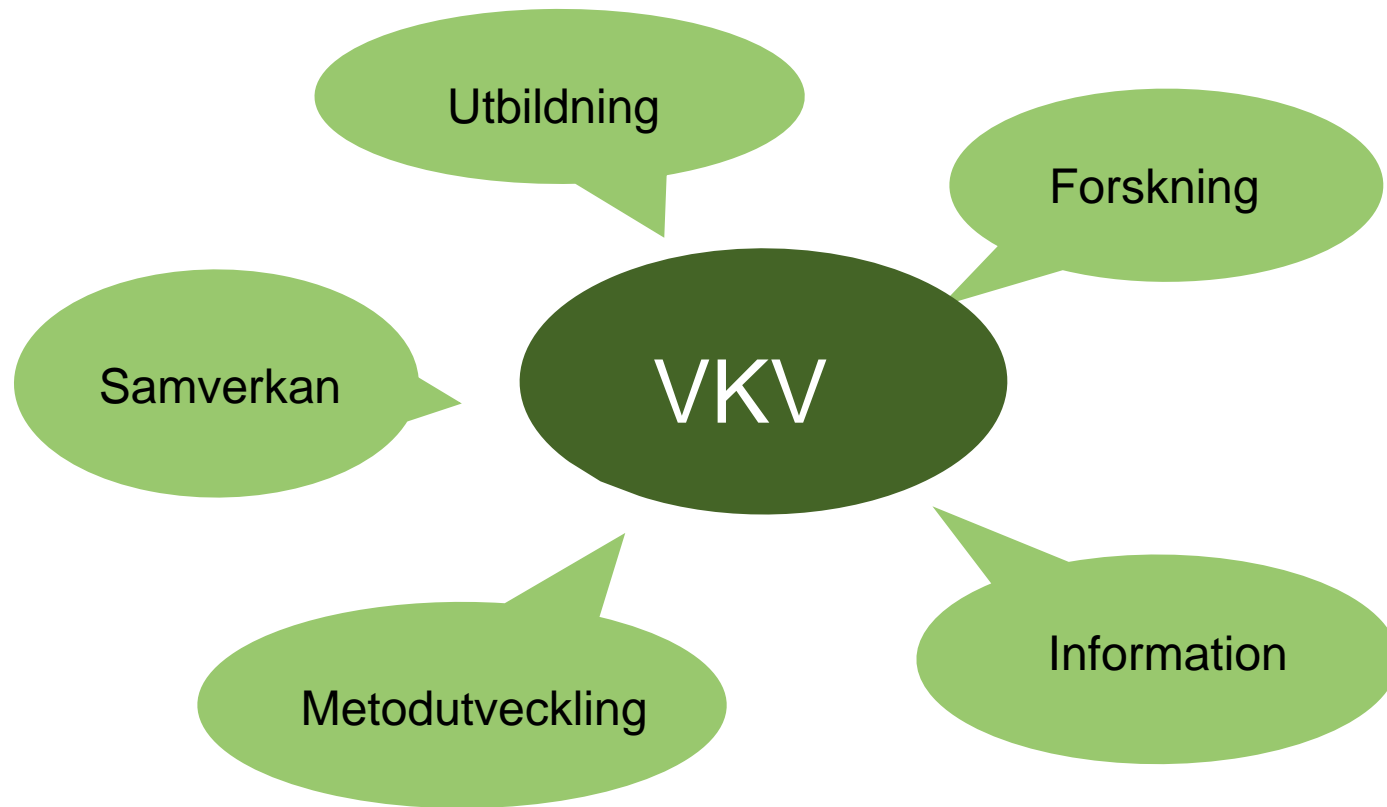 Utbildning
Forskning
Samverkan
VKV
Information
Metodutveckling